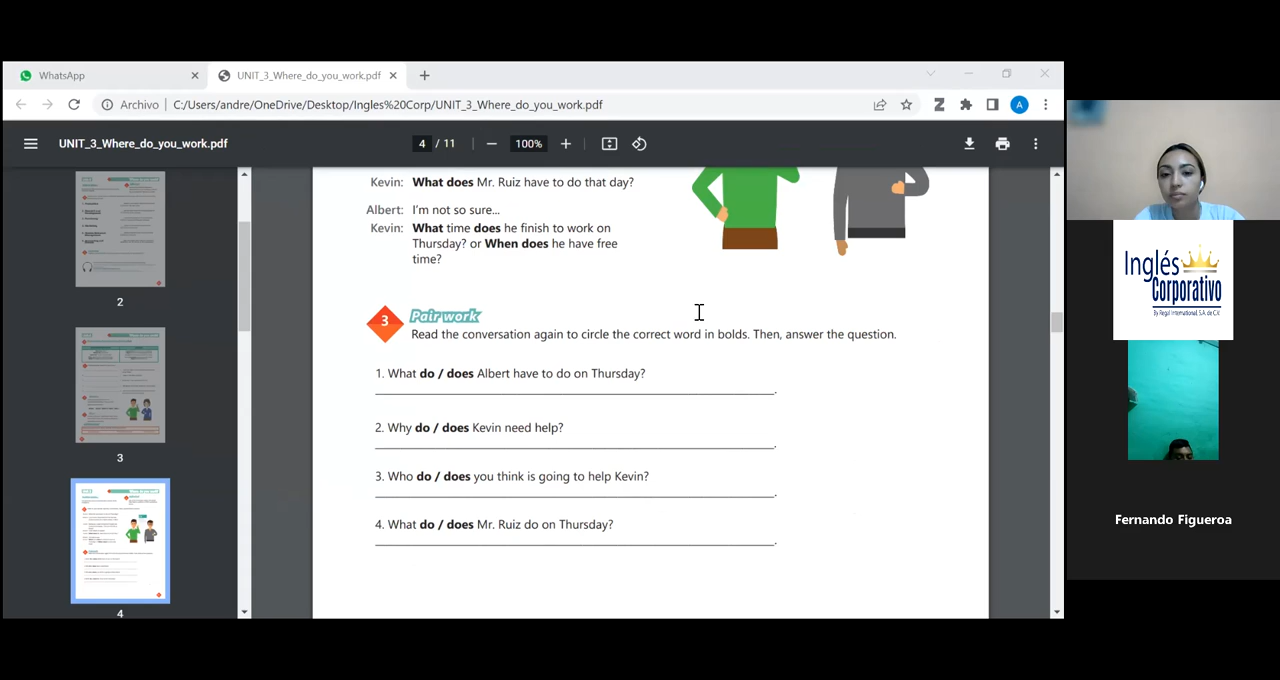 WhatsApp
UNIT_3_Where_do_you_work.pdf
Archivo
C:/Users/andre/OneDrive/Desktop/Ingles%20Corp/UNIT_3_Where_do_you_work.pdf
Z
A
UNIT_3_Where_do_you_work.pdf
4 / 11
100%
2
3
4
Kevin: What does Mr. Ruiz have to do that day?
Albert: I'm not so sure...
Kevin: What time does he finish to work on
Thursday? or When does he have free
time?
3 Pair work
Read the conversation again to circle the correct word in bolds. Then, answer the question.
1. What do / does Albert have to do on Thursday?
2. Why do / does Kevin need help?
3. Who do / does you think is going to help Kevin?
4. What do / does Mr. Ruiz do on Thursday?
Inglés
Corporativo
By Regal International, S.A. de C.V.
Fernando Figueroa